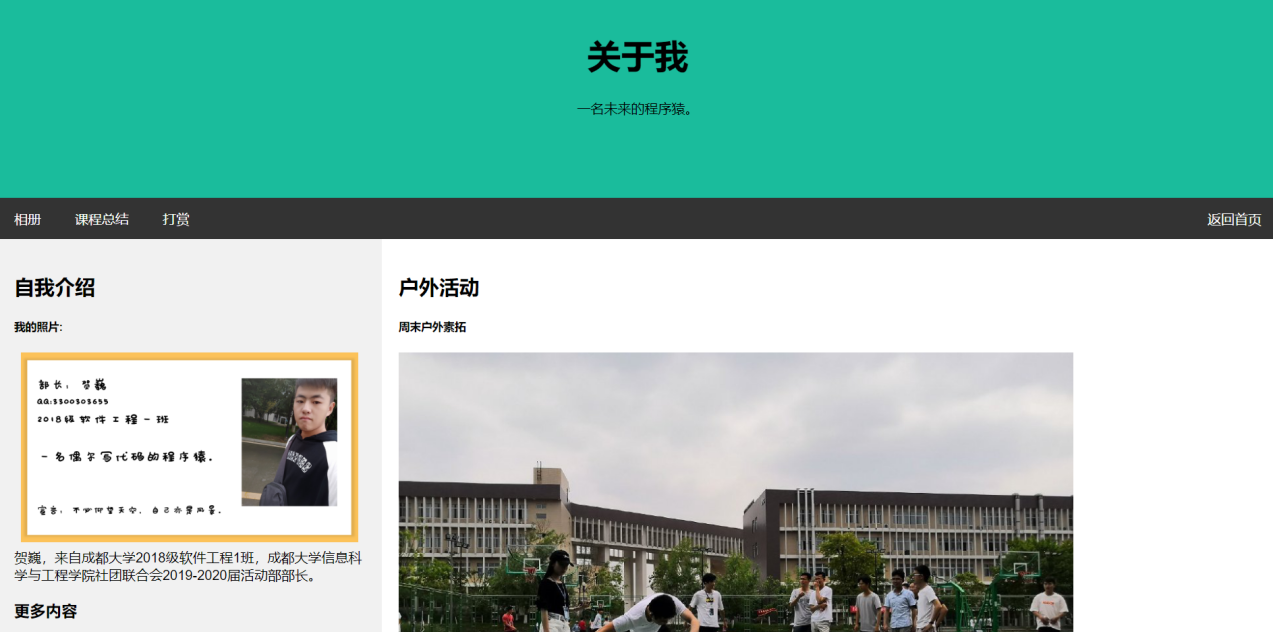 关于我
一名未来的程序猿。
相册 课程总结 打赏 返回首页
自我介绍
我的照片:
部长: 贺巍
QQ:3300303655
2018级软件工程一班
一名偶尔写代码的程序猿.
宣言: 不必仰望天空, 自己亦是风景.
贺巍，来自成都大学2018级软件工程1班，成都大学信息科
学与工程学院社团联合会2019-2020届活动部部长。
更多内容
户外活动
周末户外素拓